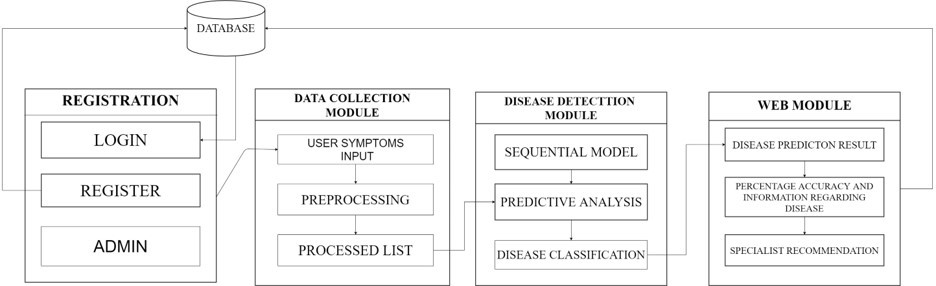 DATABASE
REGISTRATION
LOGIN
REGISTER
ADMIN
DATA COLLECTION
MODULE
USER SYMPTOMS
INPUT
PREPROCESSING
PROCESSED LIST
DISEASE DETECTTION
MODULE
SEQUENTIAL MODEL
PREDICTIVE ANALYSIS
DISEASE CLASSIFICATION
WEB MODULE
DISEASE PREDICTON RESULT
PERCENTAGE ACCURACY AND
INFORMATION REGARDING
DISEASE
SPECIALIST RECOMMENDATION